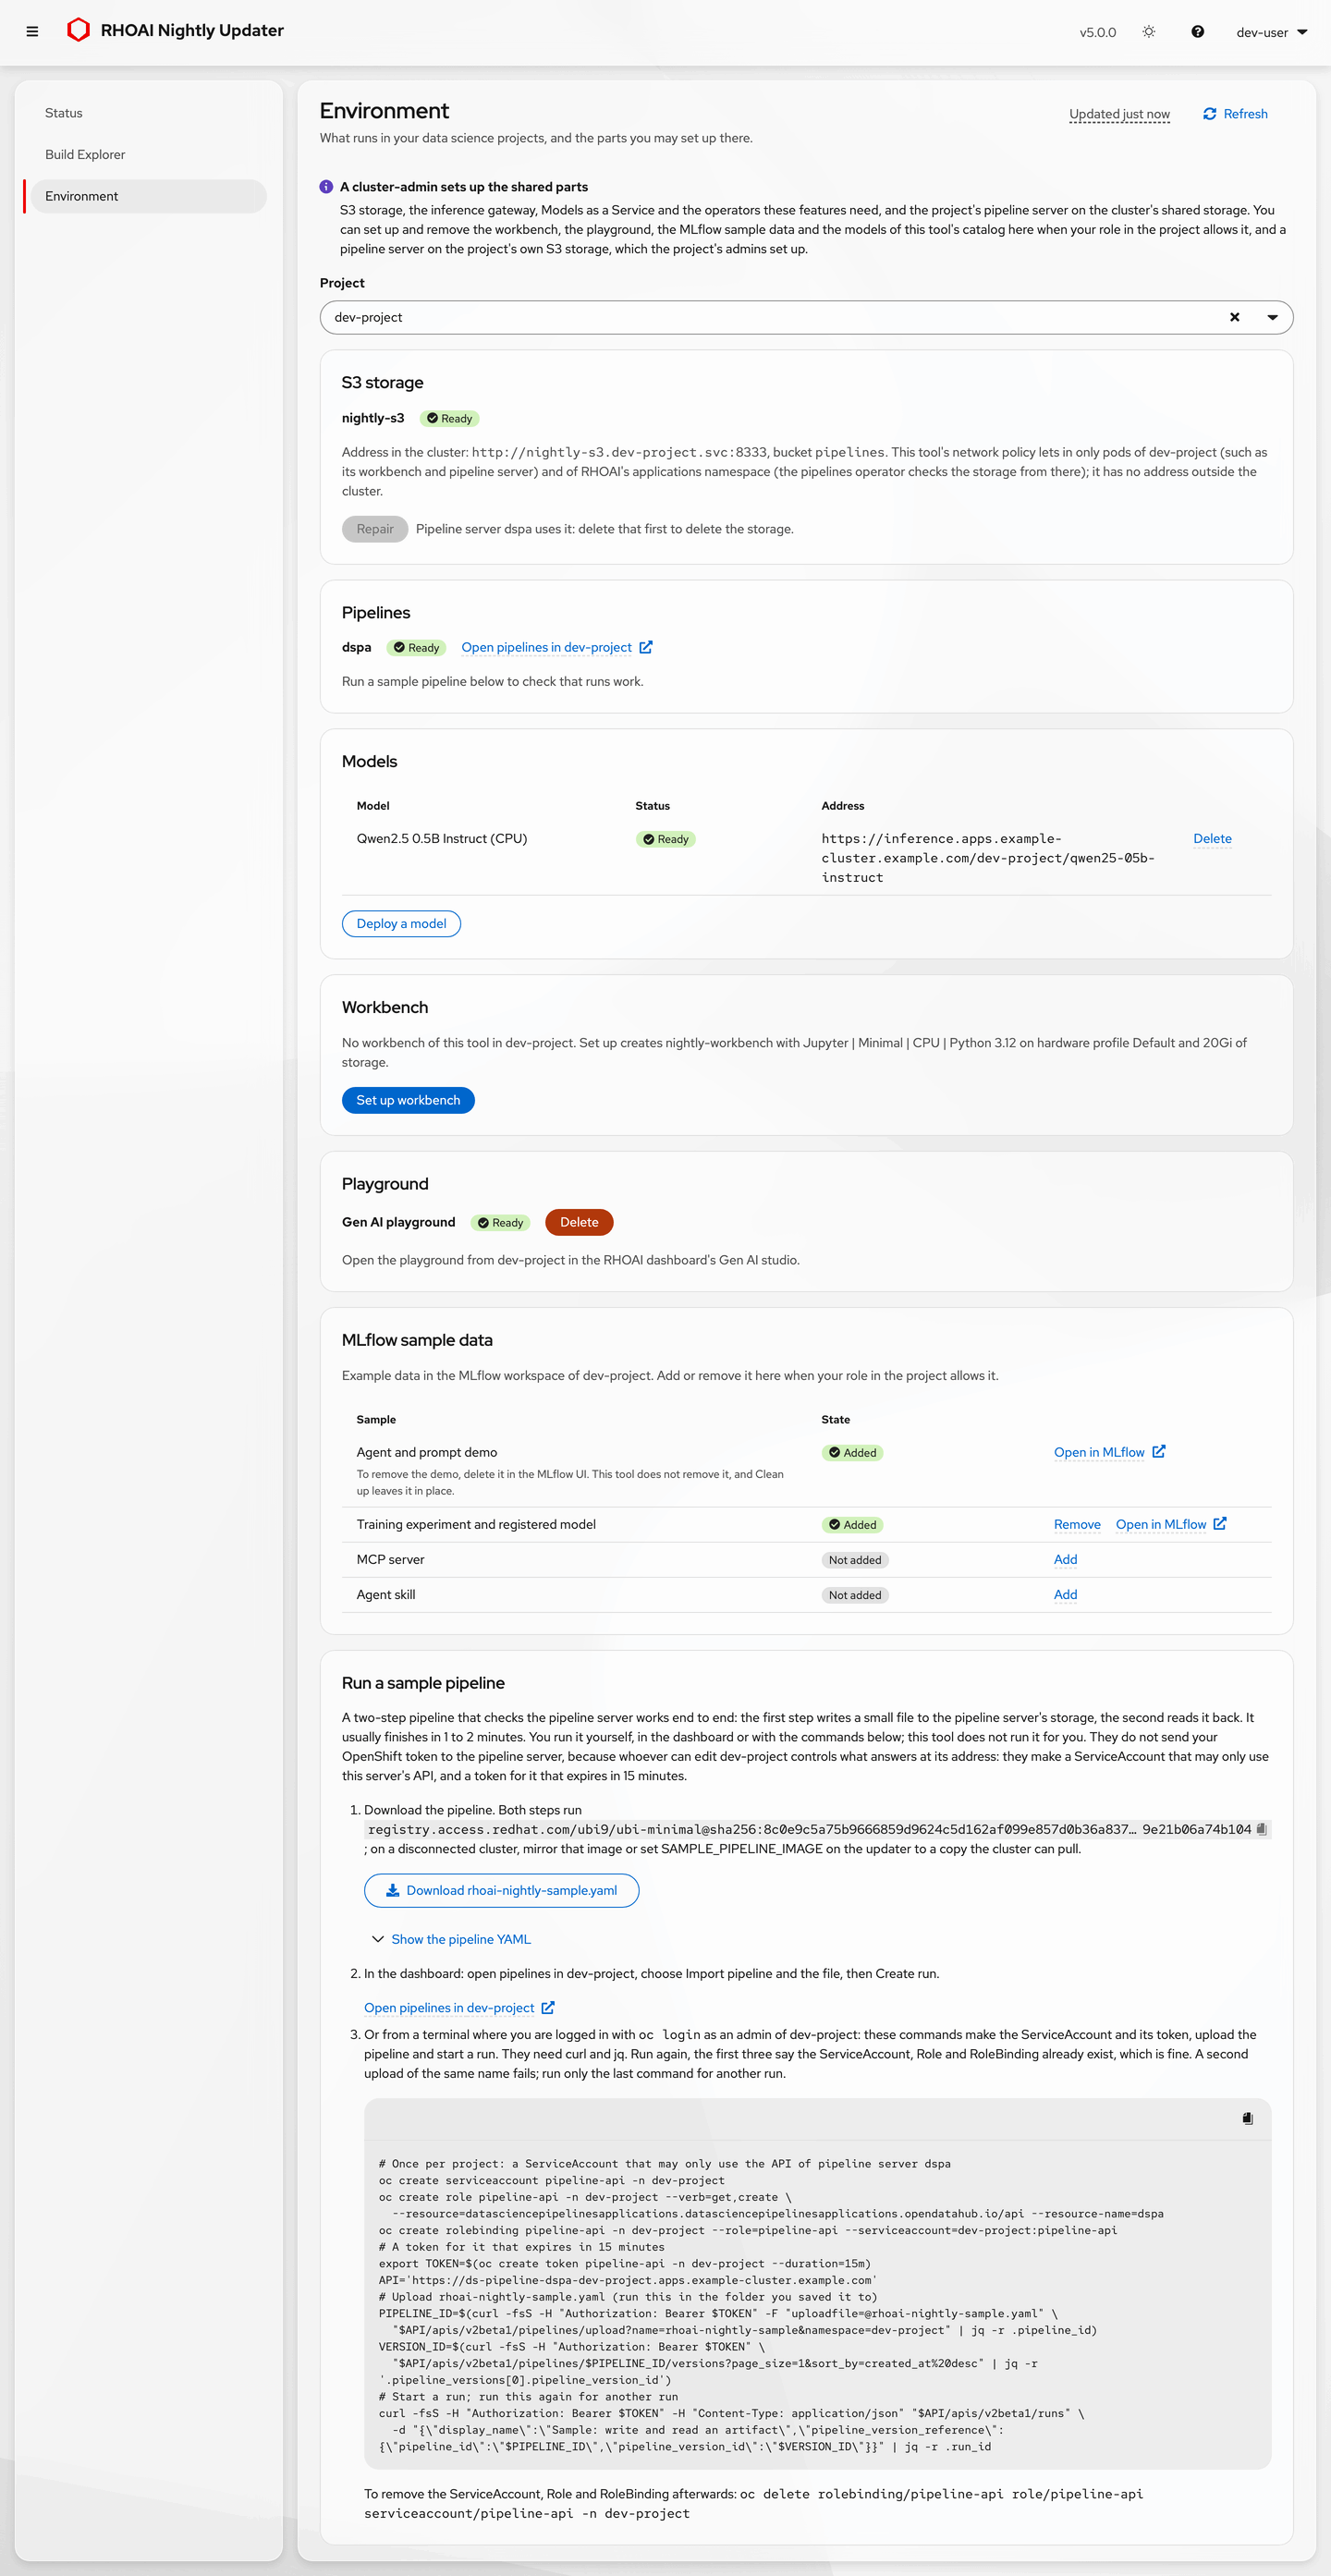 RHOAI Nightly Updater
v5.0.0
dev-user
Status
Build Explorer
Environment
Environment
What runs in your data science projects, and the parts you may set up there.
Updated just now
Refresh
A cluster-admin sets up the shared parts
S3 storage, the inference gateway, Models as a Service and the operators these features need, and the project's pipeline server on the cluster's shared storage. You
can set up and remove the workbench, the playground, the MLflow sample data and the models of this tool's catalog here when your role in the project allows it, and a
pipeline server on the project's own S3 storage, which the project's admins set up.
Project
dev-project
S3 storage
nightly-s3 Ready
Address in the cluster: http://nightly-s3.dev-project.svc:8333, bucket pipelines. This tool's network policy lets in only pods of dev-project (such as
its workbench and pipeline server) and of RHOAI's applications namespace (the pipelines operator checks the storage from there); it has no address outside the
cluster.
Repair Pipeline server dspa uses it: delete that first to delete the storage.
Pipelines
dspa Ready Open pipelines in dev-project
Run a sample pipeline below to check that runs work.
Models
Model Status Address
Qwen2.5 0.5B Instruct (CPU) Ready https://inference.apps.example- Delete
cluster.example.com/dev-project/qwen25-05b-
instruct
Deploy a model
Workbench
No workbench of this tool in dev-project. Set up creates nightly-workbench with Jupyter | Minimal | CPU | Python 3.12 on hardware profile Default and 20Gi of
storage.
Set up workbench
Playground
Gen AI playground Ready Delete
Open the playground from dev-project in the RHOAI dashboard's Gen AI studio.
MLflow sample data
Example data in the MLflow workspace of dev-project. Add or remove it here when your role in the project allows it.
Sample State
Agent and prompt demo Added Open in MLflow
To remove the demo, delete it in the MLflow UI. This tool does not remove it, and Clean
up leaves it in place.
Training experiment and registered model Added Remove Open in MLflow
MCP server Not added Add
Agent skill Not added Add
Run a sample pipeline
A two-step pipeline that checks the pipeline server works end to end: the first step writes a small file to the pipeline server's storage, the second reads it back. It
usually finishes in 1 to 2 minutes. You run it yourself, in the dashboard or with the commands below; this tool does not run it for you. They do not send your
OpenShift token to the pipeline server, because whoever can edit dev-project controls what answers at its address: they make a ServiceAccount that may only use
this server's API, and a token for it that expires in 15 minutes.
1. Download the pipeline. Both steps run
registry.access.redhat.com/ubi9/ubi-minimal@sha256:8c0e9c5a75b9666859d9624c5d162af099e857d0b36a837… 9e21b06a74b104
; on a disconnected cluster, mirror that image or set SAMPLE_PIPELINE_IMAGE on the updater to a copy the cluster can pull.
Download rhoai-nightly-sample.yaml
Show the pipeline YAML
2. In the dashboard: open pipelines in dev-project, choose Import pipeline and the file, then Create run.
Open pipelines in dev-project
3. Or from a terminal where you are logged in with oc login as an admin of dev-project: these commands make the ServiceAccount and its token, upload the
pipeline and start a run. They need curl and jq. Run again, the first three say the ServiceAccount, Role and RoleBinding already exist, which is fine. A second
upload of the same name fails; run only the last command for another run.
# Once per project: a ServiceAccount that may only use the API of pipeline server dspa
oc create serviceaccount pipeline-api -n dev-project
oc create role pipeline-api -n dev-project --verb=get,create \
--resource=datasciencepipelinesapplications.datasciencepipelinesapplications.opendatahub.io/api --resource-name=dspa
oc create rolebinding pipeline-api -n dev-project --role=pipeline-api --serviceaccount=dev-project:pipeline-api
# A token for it that expires in 15 minutes
export TOKEN=$(oc create token pipeline-api -n dev-project --duration=15m)
API='https://ds-pipeline-dspa-dev-project.apps.example-cluster.example.com'
# Upload rhoai-nightly-sample.yaml (run this in the folder you saved it to)
PIPELINE_ID=$(curl -fsS -H "Authorization: Bearer $TOKEN" -F "uploadfile=@rhoai-nightly-sample.yaml" \
"$API/apis/v2beta1/pipelines/upload?name=rhoai-nightly-sample&namespace=dev-project" | jq -r .pipeline_id)
VERSION_ID=$(curl -fsS -H "Authorization: Bearer $TOKEN" \
"$API/apis/v2beta1/pipelines/$PIPELINE_ID/versions?page_size=1&sort_by=created_at%20desc" | jq -r
'.pipeline_versions[0].pipeline_version_id')
# Start a run; run this again for another run
curl -fsS -H "Authorization: Bearer $TOKEN" -H "Content-Type: application/json" "$API/apis/v2beta1/runs" \
-d "{\"display_name\":\"Sample: write and read an artifact\",\"pipeline_version_reference\":
{\"pipeline_id\":\"$PIPELINE_ID\",\"pipeline_version_id\":\"$VERSION_ID\"}}" | jq -r .run_id
To remove the ServiceAccount, Role and RoleBinding afterwards: oc delete rolebinding/pipeline-api role/pipeline-api
serviceaccount/pipeline-api -n dev-project